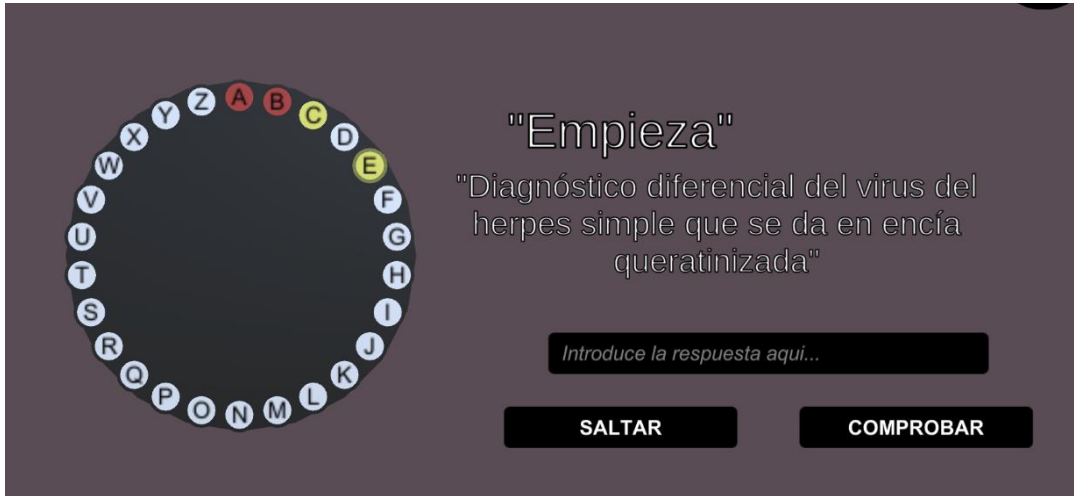 A
B
C
D
E
F
G
H
I
J
K
L
M
N
O
P
Q
R
S
T
U
V
W
X
Y
Z
"Empieza"
"Diagnóstico diferencial del virus del
herpes simple que se da en encía
queratinizada"
Introduce la respuesta aqui...
SALTAR
COMPROBAR